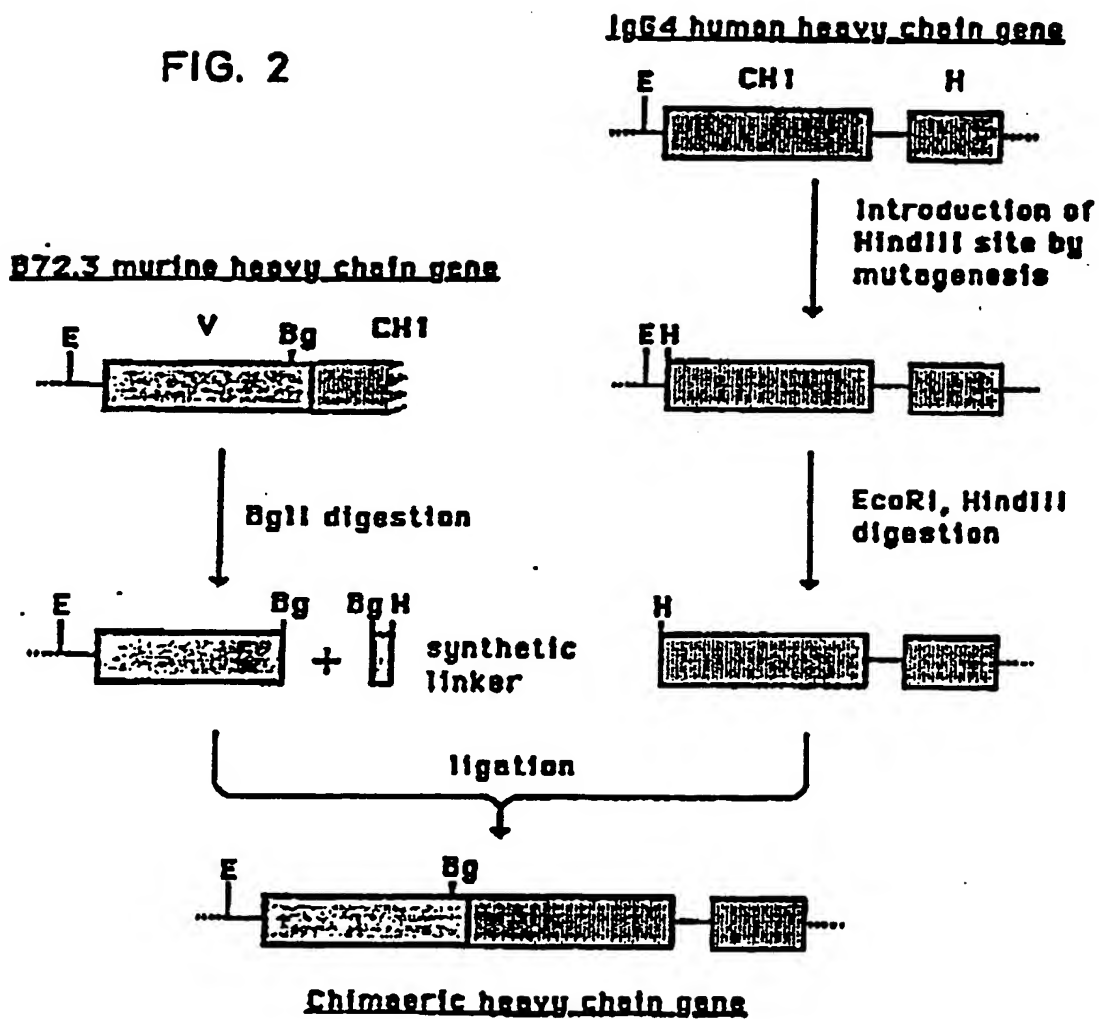 FIG. 2
IgG4 human heavy chain gene
E CH1 H
Introduction of
HindIII site by
mutagenesis
B72.3 murine heavy chain gene
E V Bg CH1
E H
BglI digestion
EcoRI, HindIII
digestion
E Bg Bg H
synthetic
linker
H
ligation
E Bg
Chimaeric heavy chain gene